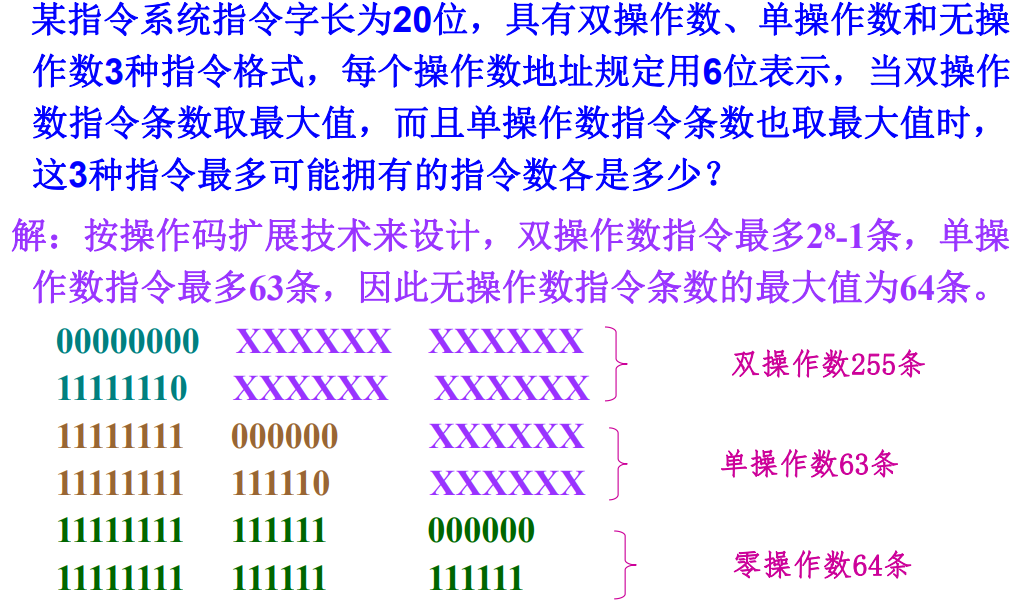 某指令系统指令字长为20位，具有双操作数、单操作数和无操
作数3种指令格式，每个操作数地址规定用6位表示，当双操作
数指令条数取最大值，而且单操作数指令条数也取最大值时，
这3种指令最多可能拥有的指令数各是多少？
解：按操作码扩展技术来设计，双操作数指令最多2⁸-1条，单操
作数指令最多63条，因此无操作数指令条数的最大值为64条。
00000000 XXXXXX XXXXXX
双操作数255条
11111110 XXXXXX XXXXXX
11111111 000000 XXXXXX
单操作数63条
11111111 111110 XXXXXX
11111111 111111 000000
零操作数64条
11111111 111111 111111